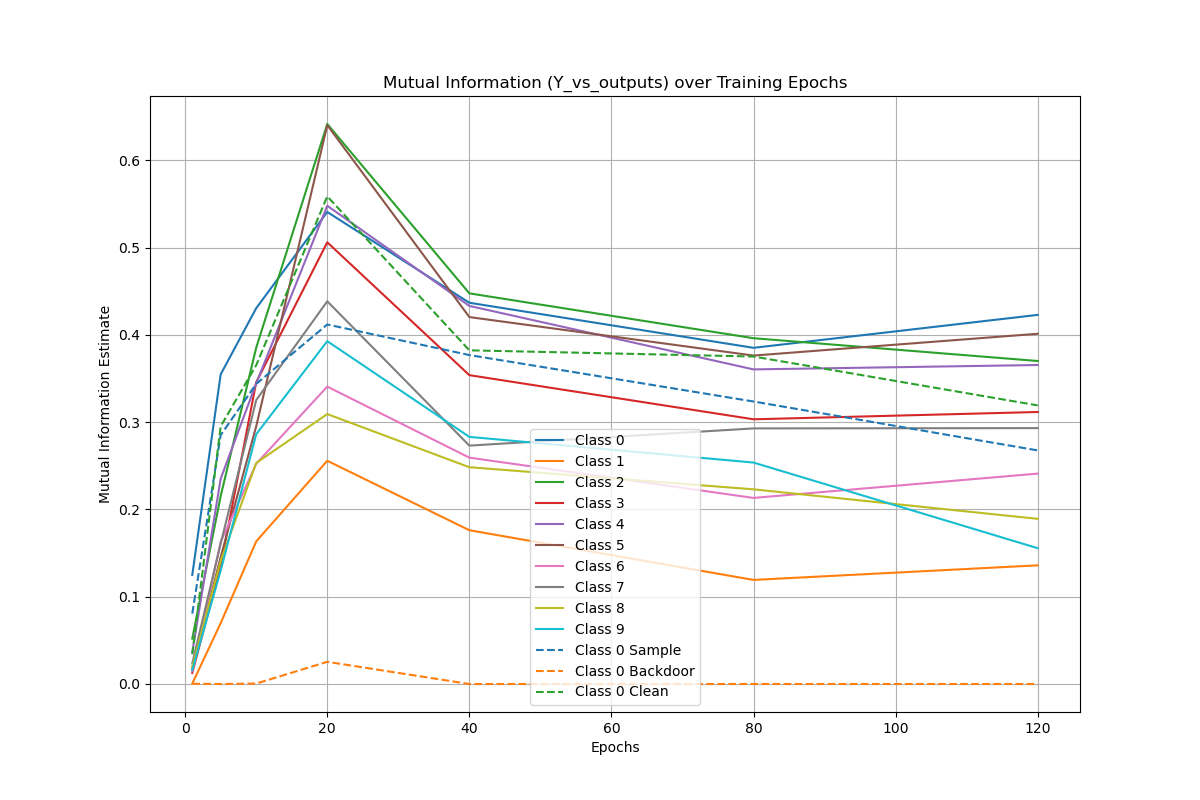 Mutual Information (Y_vs_outputs) over Training Epochs
Mutual Information Estimate
0.6
0.5
0.4
0.3
0.2
0.1
0.0
Class 0
Class 1
Class 2
Class 3
Class 4
Class 5
Class 6
Class 7
Class 8
Class 9
Class 0 Sample
Class 0 Backdoor
Class 0 Clean
0 20 40 60 80 100 120
Epochs